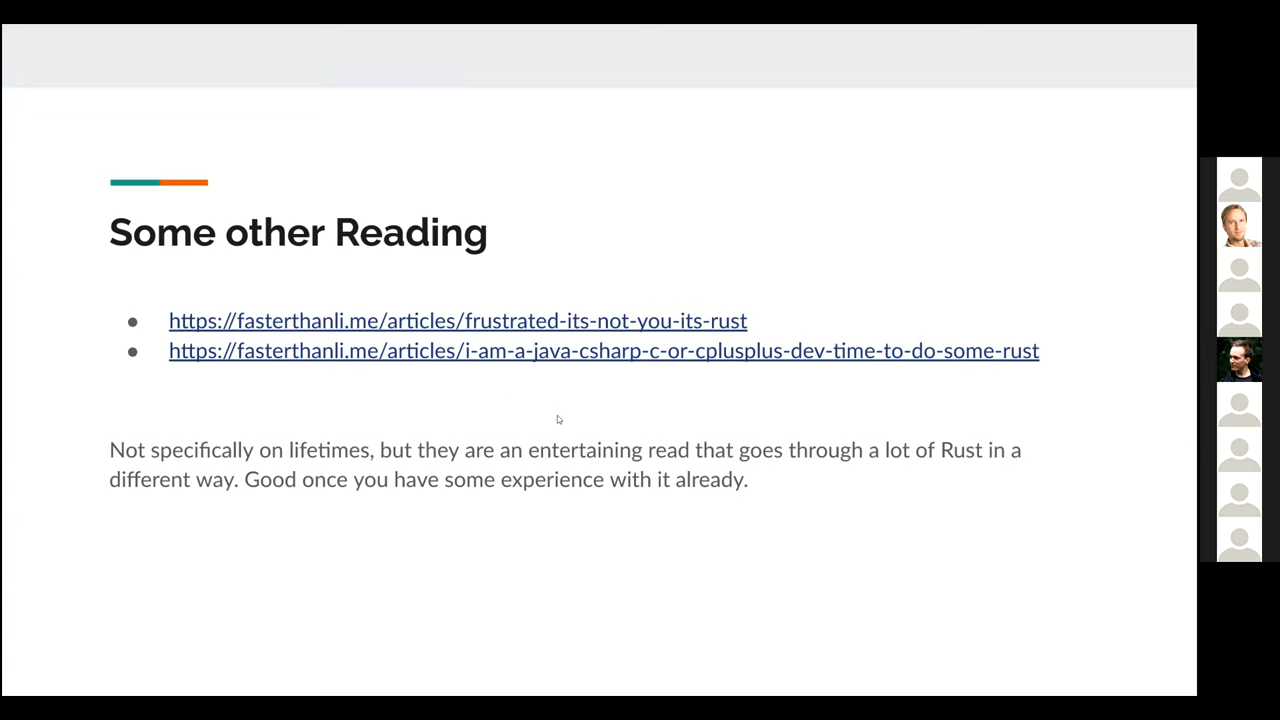 Some other Reading
● https://fasterthanli.me/articles/frustrated-its-not-you-its-rust
● https://fasterthanli.me/articles/i-am-a-java-csharp-c-or-cplusplus-dev-time-to-do-some-rust
Not specifically on lifetimes, but they are an entertaining read that goes through a lot of Rust in a
different way. Good once you have some experience with it already.